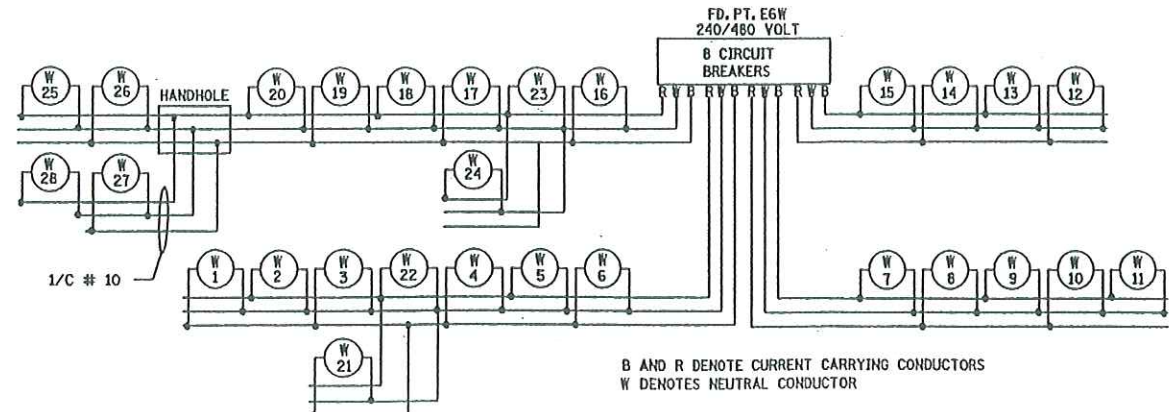 FD. PT. EGW
240/480 VOLT
8 CIRCUIT
BREAKERS
R W B R W B R W B R W B
W 25
W 26
HANDHOLE
W 20
W 19
W 18
W 17
W 23
W 16
W 15
W 14
W 13
W 12
W 28
W 27
W 24
1/C # 10
W 1
W 2
W 3
W 22
W 4
W 5
W 6
W 7
W 8
W 9
W 10
W 11
W 21
B AND R DENOTE CURRENT CARRYING CONDUCTORS
W DENOTES NEUTRAL CONDUCTOR